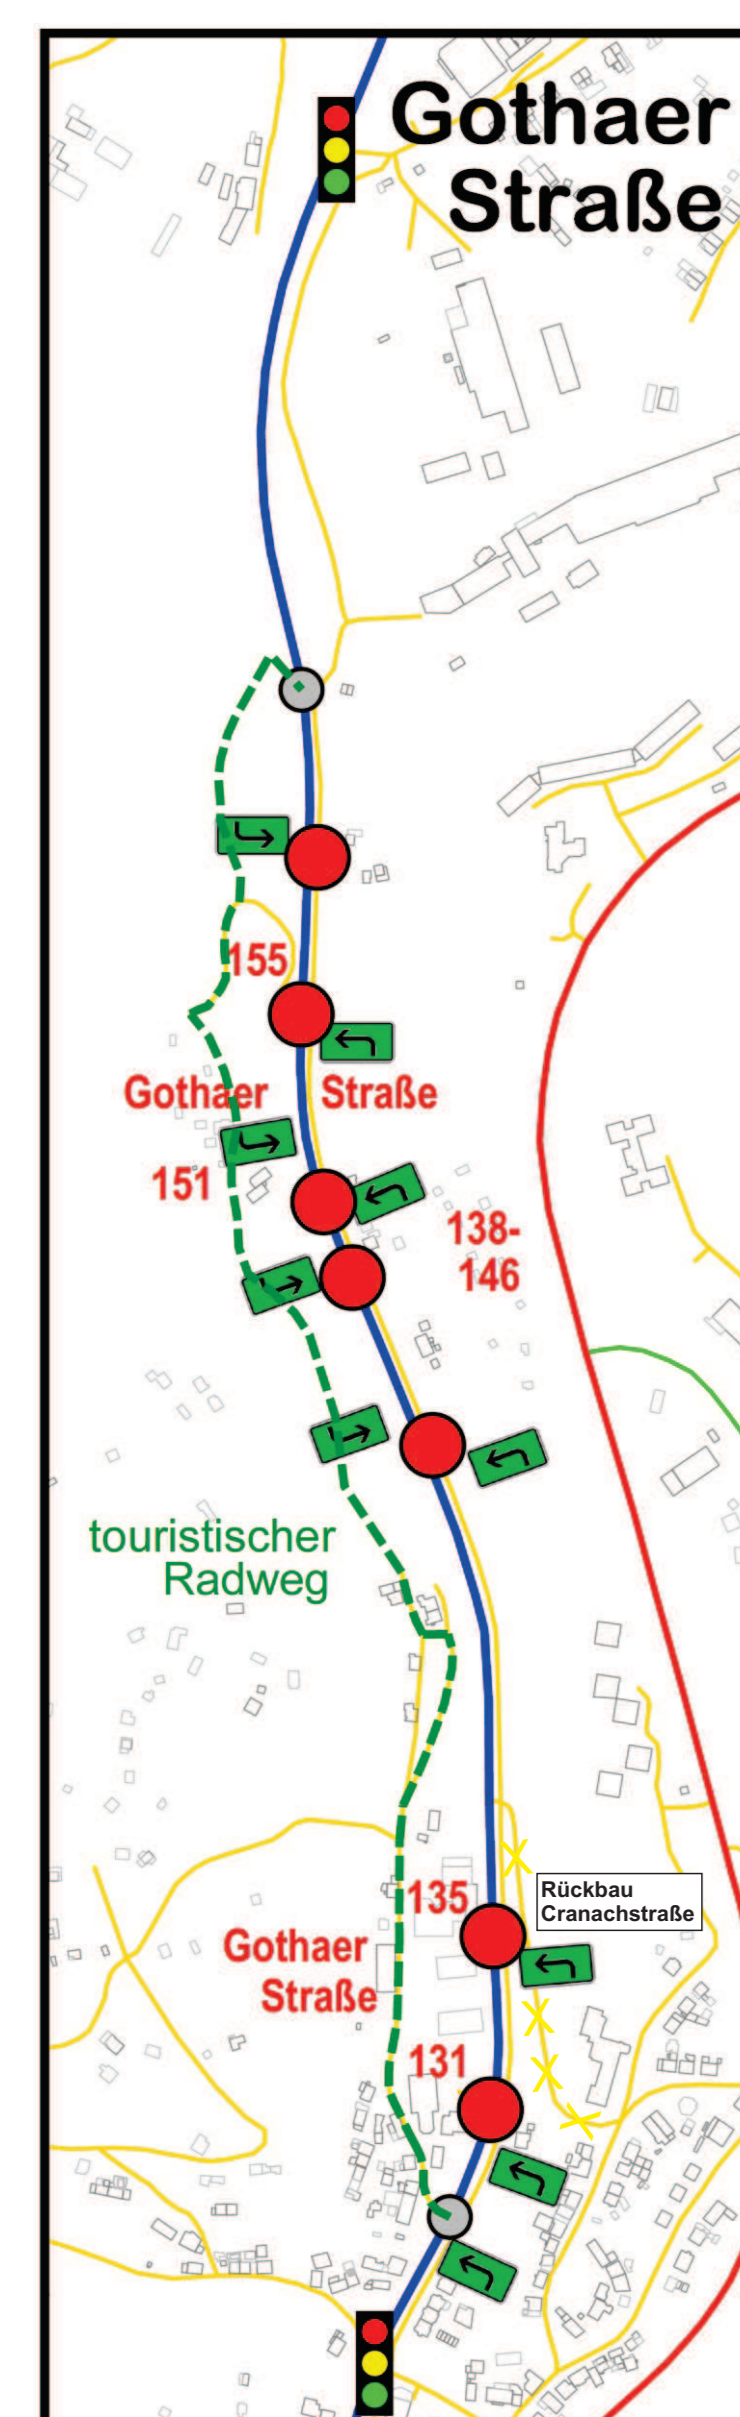 Gothaer
Straße
155
Gothaer Straße
151
138-
146
touristischer
Radweg
135
Rückbau
Cranachstraße
Gothaer
Straße
131